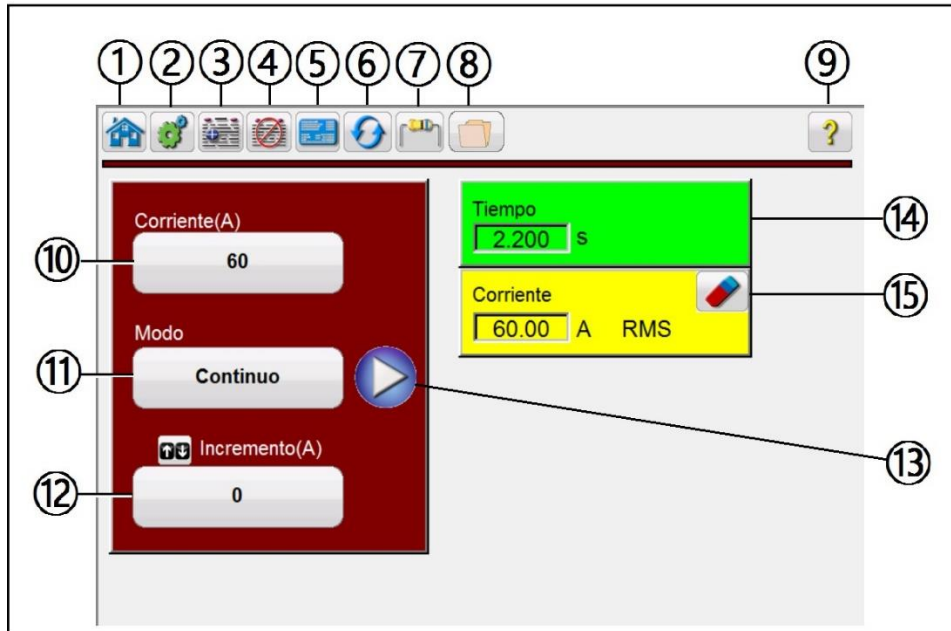 ① ② ③ ④ ⑤ ⑥ ⑦ ⑧ ⑨
?
Corriente(A)
⑩ 60
Modo
⑪ Continuo
Incremento(A)
⑫ 0
⑬
Tiempo
2.200 s
⑭
Corriente
60.00 A RMS
⑮